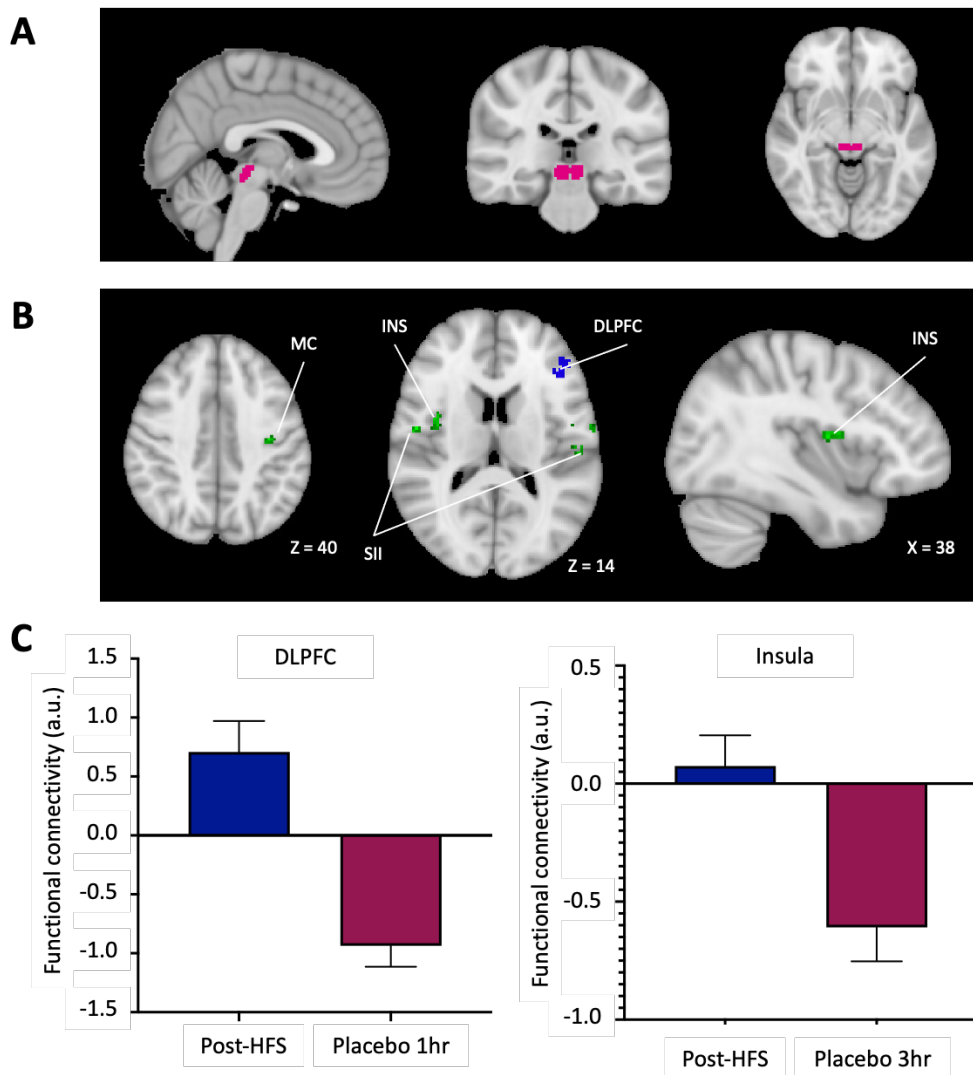 A
B
MC
INS
DLPFC
INS
SII
Z = 40
Z = 14
X = 38
C
DLPFC
Functional connectivity (a.u.)
1.5
1.0
0.5
0.0
-0.5
-1.0
-1.5
Post-HFS
Placebo 1hr
Insula
Functional connectivity (a.u.)
0.5
0.0
-0.5
-1.0
Post-HFS
Placebo 3hr